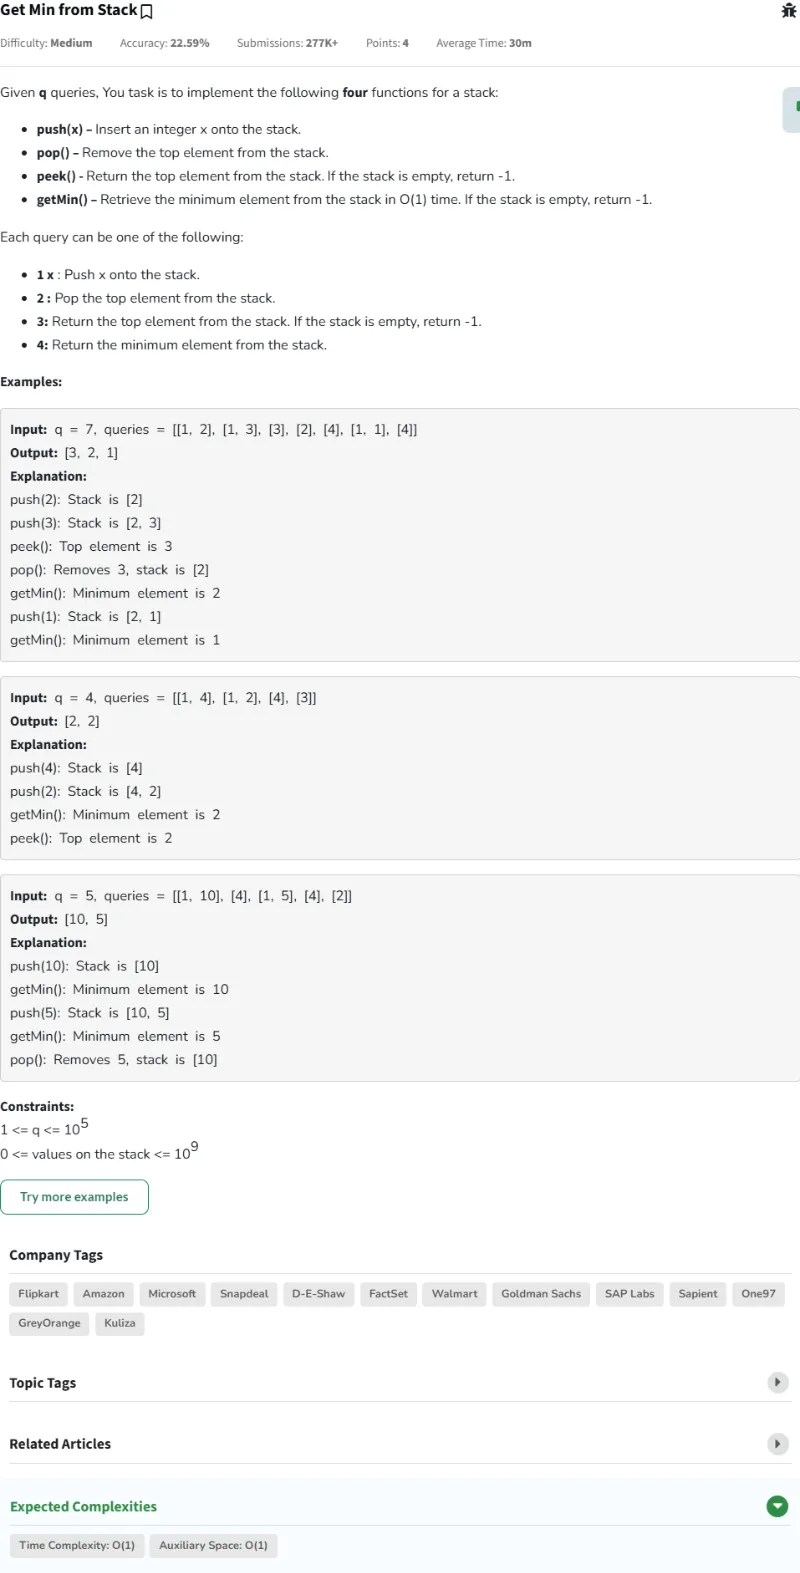 Get Min from Stack
Difficulty: Medium Accuracy: 22.59% Submissions: 277K+ Points: 4 Average Time: 30m
Given q queries, You task is to implement the following four functions for a stack:
push(x) – Insert an integer x onto the stack.
pop() – Remove the top element from the stack.
peek() - Return the top element from the stack. If the stack is empty, return -1.
getMin() – Retrieve the minimum element from the stack in O(1) time. If the stack is empty, return -1.
Each query can be one of the following:
1 x : Push x onto the stack.
2 : Pop the top element from the stack.
3: Return the top element from the stack. If the stack is empty, return -1.
4: Return the minimum element from the stack.
Examples:
Input: q = 7, queries = [[1, 2], [1, 3], [3], [2], [4], [1, 1], [4]]
Output: [3, 2, 1]
Explanation:
push(2): Stack is [2]
push(3): Stack is [2, 3]
peek(): Top element is 3
pop(): Removes 3, stack is [2]
getMin(): Minimum element is 2
push(1): Stack is [2, 1]
getMin(): Minimum element is 1
Input: q = 4, queries = [[1, 4], [1, 2], [4], [3]]
Output: [2, 2]
Explanation:
push(4): Stack is [4]
push(2): Stack is [4, 2]
getMin(): Minimum element is 2
peek(): Top element is 2
Input: q = 5, queries = [[1, 10], [4], [1, 5], [4], [2]]
Output: [10, 5]
Explanation:
push(10): Stack is [10]
getMin(): Minimum element is 10
push(5): Stack is [10, 5]
getMin(): Minimum element is 5
pop(): Removes 5, stack is [10]
Constraints:
1 <= q <= 10⁵
0 <= values on the stack <= 10⁹
Try more examples
Company Tags
Flipkart Amazon Microsoft Snapdeal D-E-Shaw FactSet Walmart Goldman Sachs SAP Labs Sapient One97
GreyOrange Kuliza
Topic Tags
Related Articles
Expected Complexities
Time Complexity: O(1) Auxiliary Space: O(1)